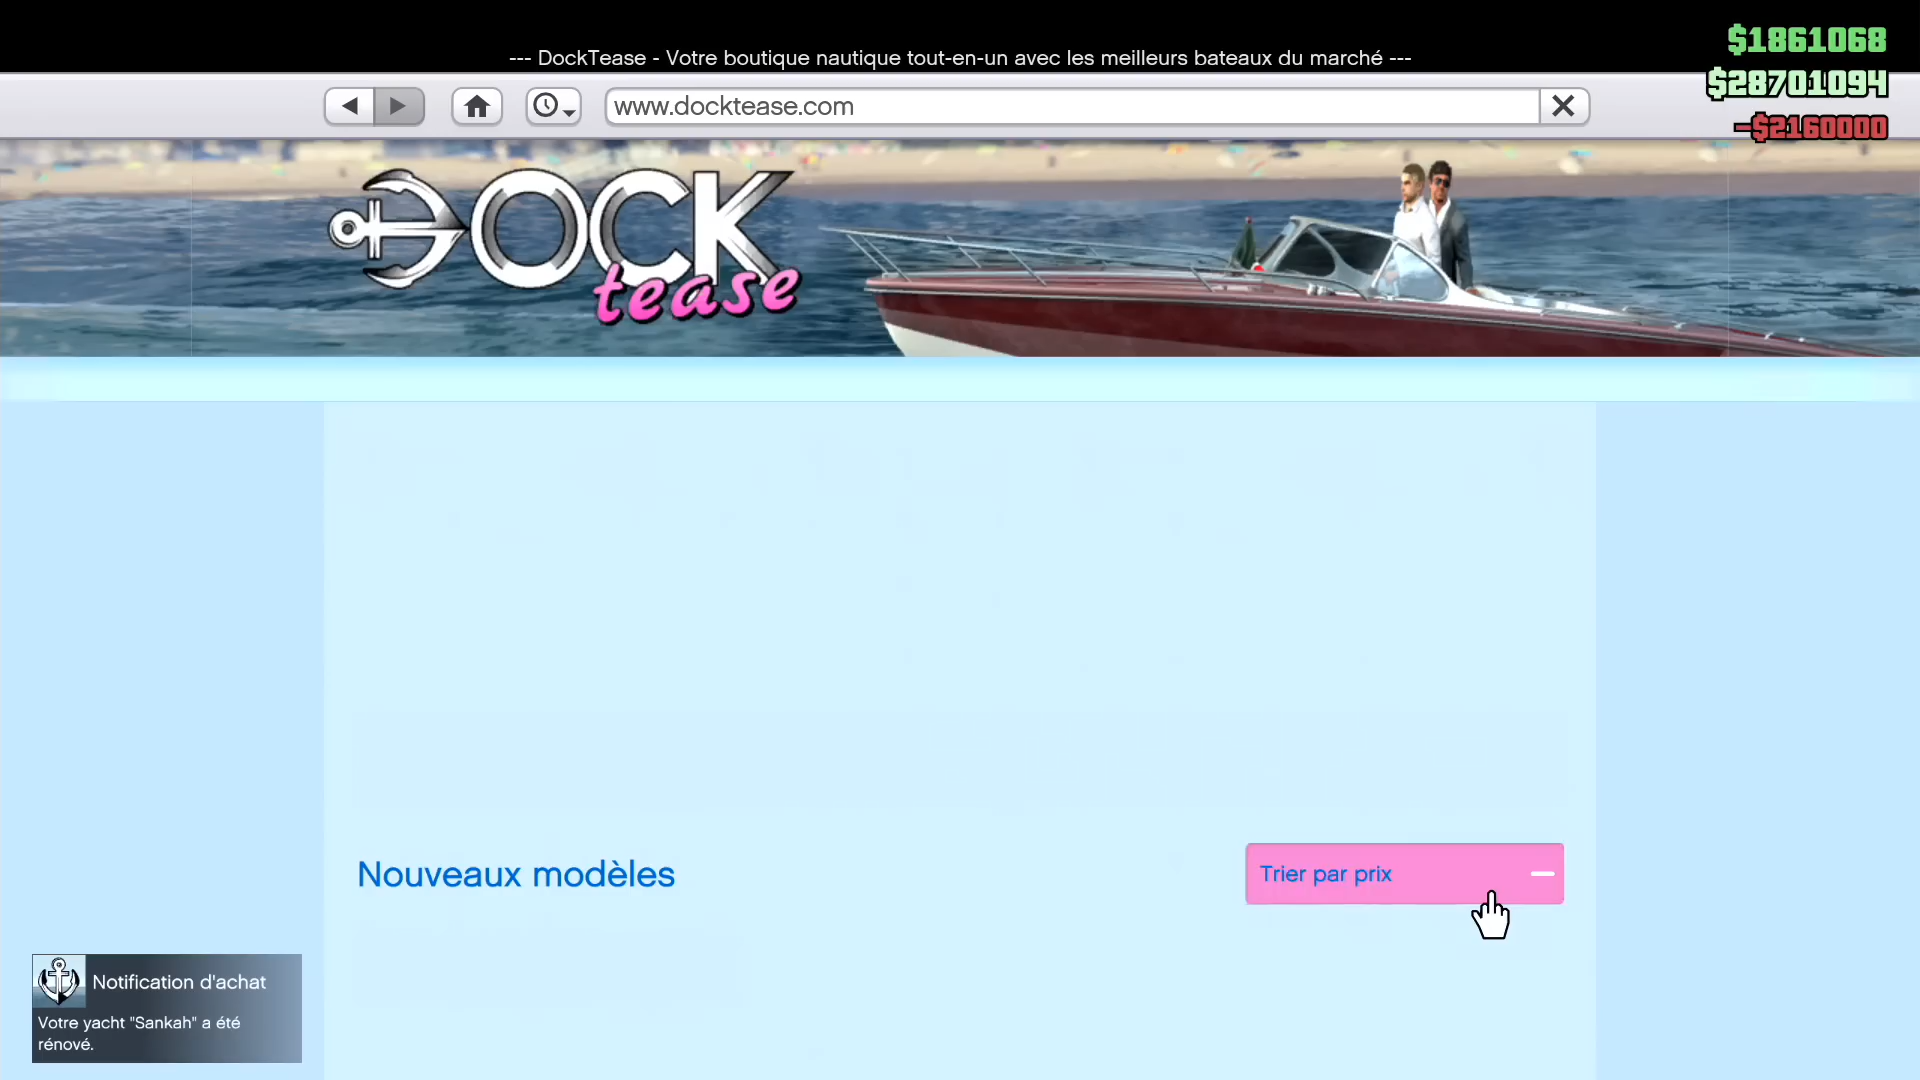 --- DockTease - Votre boutique nautique tout-en-un avec les meilleurs bateaux du marché ---
$1861068
$28701094
-$2160000
www.docktease.com
DOCK
tease
Nouveaux modèles
Trier par prix
Notification d'achat
Votre yacht "Sankah" a été
rénové.